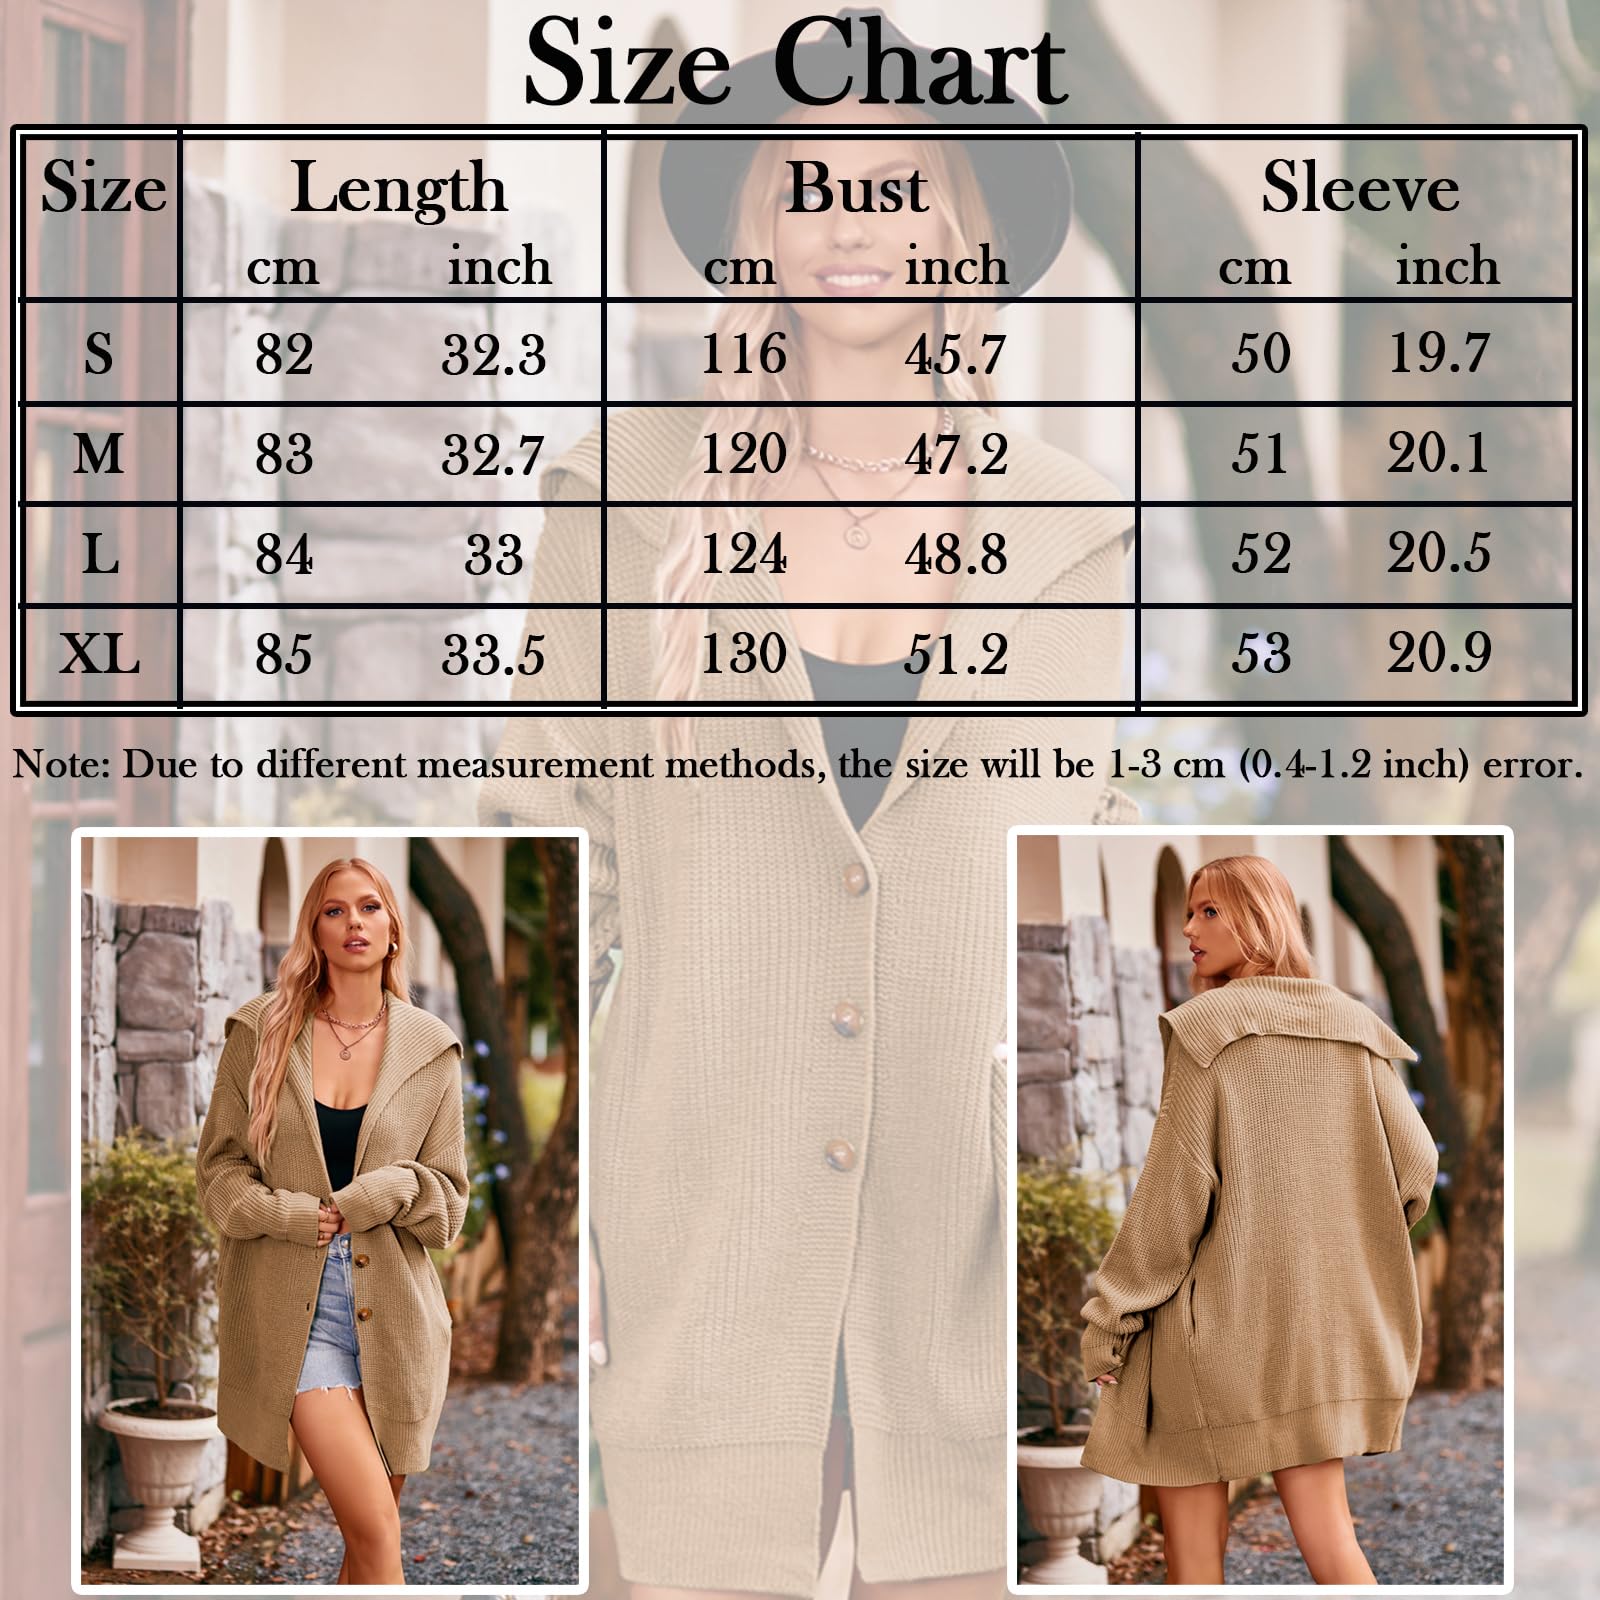 Size Chart
Size Length Bust Sleeve
cm inch cm inch cm inch
S 82 32.3 116 45.7 50 19.7
M 83 32.7 120 47.2 51 20.1
L 84 33 124 48.8 52 20.5
XL 85 33.5 130 51.2 53 20.9
Note: Due to different measurement methods, the size will be 1-3 cm (0.4-1.2 inch) error.